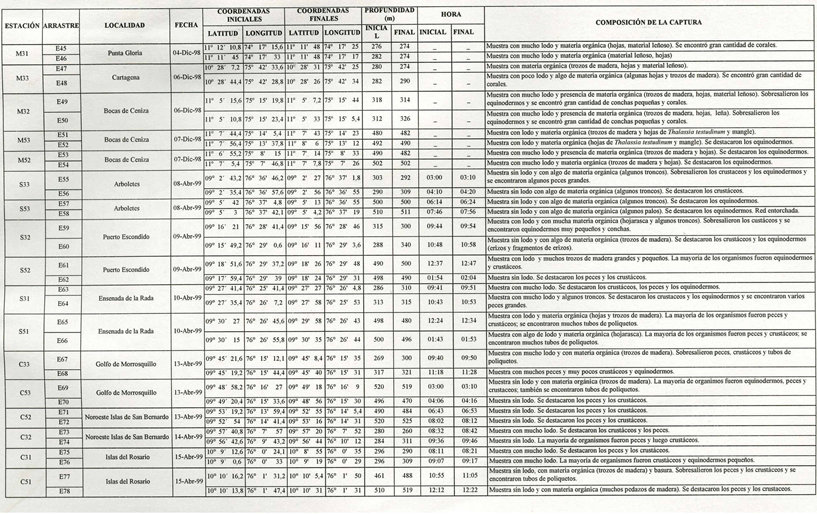 ESTACIÓN ARRASTRE LOCALIDAD FECHA COORDENADAS INICIALES COORDENADAS FINALES PROFUNDIDAD (m) HORA COMPOSICIÓN DE LA CAPTURA
LATITUD LONGITUD LATITUD LONGITUD INICIAL FINAL INICIAL FINAL
M31 E45 Punta Gloria 04-Dic-98 11° 12' 10,8 74° 17' 15,6 11° 11' 48 74° 17' 25 276 274 _ _ Muestra con mucho lodo y materia orgánica (hojas, material leñoso). Se encontró gran cantidad de corales.
E46 11° 11' 45 74° 17' 33 11° 11' 48 74° 17' 17 282 274 _ _ Muestra con mucho lodo y materia orgánica (material leñoso, hojas)
M33 E47 Cartagena 06-Dic-98 10° 28' 7,2 75° 42' 33,6 10° 28' 31 75° 42' 25 280 274 _ _ Muestra con materia orgánica (trozos de madera, hojas y material leñoso).
E48 10° 28' 44,4 75° 42' 28,8 10° 28' 26 75° 42' 34 282 290 _ _ Muestra con poco lodo y algo de materia orgánica (algunas hojas y trozos de madera). Se encontró gran cantidad de
corales.
M32 E49 Bocas de Ceniza 06-Dic-98 11° 5' 15,6 75° 15' 19,8 11° 5' 7,2 75° 15' 44 318 314 _ _ Muestra con mucho lodo y presencia de materia orgánica (trozos de madera, hojas, material leñoso). Sobresalieron los
equinodermos y se encontró gran cantidad de conchas pequeñas y corales.
E50 11° 5' 10,8 75° 15' 23,4 11° 5' 33 75° 15' 5,4 312 326 _ _ Muestra con mucho lodo y presencia de materia orgánica (trozos de madera, hojas, leña). Sobresalieron los
equinodermos y se encontró gran cantidad de conchas pequeñas y corales.
M53 E51 Bocas de Ceniza 07-Dic-98 11° 7' 44,4 75° 14' 5,4 11° 7' 43 75° 14' 23 480 482 _ _ Muestra con lodo y materia orgánica (trozos de madera y hojas de Thalassia testudinum y mangle).
E52 11° 7' 56,4 75° 13' 37,8 11° 8' 6 75° 13' 12 492 490 _ _ Muestra con mucho lodo y materia orgánica (hojas de Thalassia testudinum y mangle). Se destacaron los equinodermos.
M52 E53 Bocas de Ceniza 07-Dic-98 11° 6' 55,2 75° 8' 15 11° 7' 14 75° 8' 33 490 482 _ _ Muestra con mucho lodo y presencia de materia orgánica (trozos de madera y hojas). Se destacaron los equinodermos.
E54 11° 7' 5,4 75° 7' 46,8 11° 7' 7,8 75° 7' 26 502 502 _ _ Muestra con mucho lodo y materia orgánica (trozos de madera y hojas). Se destacaron los equinodermos.
S33 E55 Arboletes 08-Abr-99 09° 2' 43,2 76° 36' 46,2 09° 2' 27 76° 37' 1,8 303 292 03:00 03:10 Muestra sin lodo y con algo de materia orgánica (algunos troncos). Sobresalieron los crustáceos y los equinodermos y
se encontraron algunos peces grandes.
E56 09° 2' 35,4 76° 36' 57,6 09° 2' 56 76° 36' 55 290 309 04:10 04:20 Muestra sin lodo con algo de materia orgánica (algunos troncos). Se destacaron los crustáceos.
S53 E57 Arboletes 08-Abr-99 09° 5' 42 76° 37' 4,8 09° 5' 13 76° 36' 55 500 500 06:14 06:24 Muestra sin lodo y con algo de materia orgánica (algunos troncos). Se destacaron los equinodermos.
E58 09° 5' 3 76° 37' 42,1 09° 5' 4,2 76° 37' 19 510 511 07:46 07:56 Muestra sin lodo y con algo de materia orgánica (algunos palos). Se destacaron los equinodermos. Red entorchada.
S32 E59 Puerto Escondido 09-Abr-99 09° 16' 21 76° 28' 41,4 09° 15' 56 76° 28' 46 315 300 09:44 09:54 Muestra con lodo y con mucha materia orgánica (hojarasca y algunos troncos). Sobresalieron los custáceos y se
encontraron equinodermos muy pequeños y conchas.
E60 09° 15' 49,2 76° 29' 0,6 09° 16' 11 76° 29' 3,6 288 340 10:48 10:58 Muestra sin lodo y con algo de materia orgánica (trozos de madera). Se destacaron los crustáceos y los equinodermos
(erizos y fragmentos de erizos).
S52 E61 Puerto Escondido 09-Abr-99 09° 18' 51,6 76° 29' 37,2 09° 18' 26 76° 29' 48 490 500 12:37 12:47 Muestra con lodo y muchos trozos de madera grandes y pequeños. La mayoría de los organismos fueron equinodermos
y crustáceos.
E62 09° 17' 59,4 76° 29' 39 09° 18' 24 76° 29' 31 498 490 01:54 02:04 Muestra sin lodo. Se destacaron los peces y los crustáceos.
S31 E63 Ensenada de la Rada 10-Abr-99 09° 27' 41,4 76° 25' 41,4 09° 27' 27 76° 26' 4,8 286 310 09:41 09:51 Muestra con mucho lodo. Se destacaron los crustáceos, los peces y los equinodermos.
E64 09° 27' 35,4 76° 26' 7,2 09° 27' 58 76° 25' 53 313 315 10:43 10:53 Muestra con mucho lodo y algunos troncos. Se destacaron los crustaceos y los equinodermos y se encontraron varios
peces grandes.
S51 E65 Ensenada de la Rada 10-Abr-99 09° 30' 27 76° 26' 45,6 09° 29' 58 76° 26' 43 498 480 12:24 12:34 Muestra con lodo y materia orgánica (hojas y trozos de madera). La mayoría de los organismos fueron peces y
crustáceos; se encontraron muchos tubos de poliquetos.
E66 09° 30' 15 76° 26' 55,8 09° 30' 35 76° 26' 44 500 496 01:43 01:53 Muestra con algo de lodo y materia orgánica (hojarasca). La mayoría de los organismos fueron peces y crustáceos; se
encontraron muchos tubos de poliquetos.
C33 E67 Golfo de Morrosquillo 13-Abr-99 09° 45' 21,6 76° 15' 12,1 09° 45' 8,4 76° 15' 35 269 300 09:40 09:50 Muestra con mucho lodo y con materia orgánica (trozos de madera). Sobresalieron peces, crustáceos y tubos de
poliquetos.
E68 09° 45' 19,2 76° 15' 44,4 09° 45' 40 76° 15' 31 317 321 11:18 11:28 Muestra con muchos peces y muy pocos crustáceos y equinodermos.
C53 E69 Golfo de Morrosquillo 13-Abr-99 09° 48' 58,2 76° 16' 27 09° 49' 18 76° 16' 9 520 519 03:00 03:10 Muestra sin lodo y con materia orgánica (trozos de madera). La mayoría de organismos fueron equinodermos, peces y
crustaceos; también se encontraron tubos de poliquetos.
E70 09° 49' 20,4 76° 15' 33,6 09° 48' 56 76° 15' 30 496 470 04:06 04:16 Muestra sin lodo. Se destacaron los peces y los crustáceos.
C52 E71 Noroeste Islas de San Bernardo 13-Abr-99 09° 53' 19,2 76° 13' 59,4 09° 52' 55 76° 14' 5,4 490 484 06:43 06:53 Muestra sin lodo. Se destacaron los peces y los crustáceos.
E72 09° 52' 54 76° 14' 41,4 09° 53' 16 76° 14' 31 520 525 08:02 08:12 Muestra sin lodo. Se destacaron los peces y los crustáceos.
C32 E73 Noroeste Islas de San Bernardo 14-Abr-99 09° 57' 40,8 76° 7' 57 09° 57' 20 76° 7' 52 280 260 08:32 08:42 Muestra con mucho lodo. Se destacaron los crustáceos y los peces.
E74 09° 56' 42,6 76° 9' 43,2 09° 56' 44 76° 10' 12 284 311 09:36 09:46 Muestra sin lodo. La mayoría de organismos fueron peces y luego crustáceos.
C31 E75 Islas del Rosario 15-Abr-99 10° 9' 12,6 76° 0' 24,1 10° 8' 55 76° 0' 35 296 290 08:11 08:21 Muestra con mucho lodo. Se destacaron los peces y los crustáceos.
E76 10° 9' 0,6 76° 0' 33 10° 9' 19 76° 0' 29 296 309 09:07 09:17 Muestra con mucho lodo. La mayoría de organismos fueron crustáceos y equinodermos pequeños.
C51 E77 Islas del Rosario 15-Abr-99 10° 10' 16,2 76° 1' 31,2 10° 10' 5,4 76° 1' 50 461 488 10:55 11:05 Muestra sin lodo, con materia orgánica (trozos de madera) y basura. Sobresalieron los peces y los crustáceos y se
encontraron tubos de poliquetos.
E78 10° 10' 13,8 76° 1' 47,4 10° 10' 31 76° 1' 31 510 519 12:12 12:22 Muestra sin lodo y con materia orgánica (muchos pedazos de madera). Se destacaron los peces y los crustaceos.